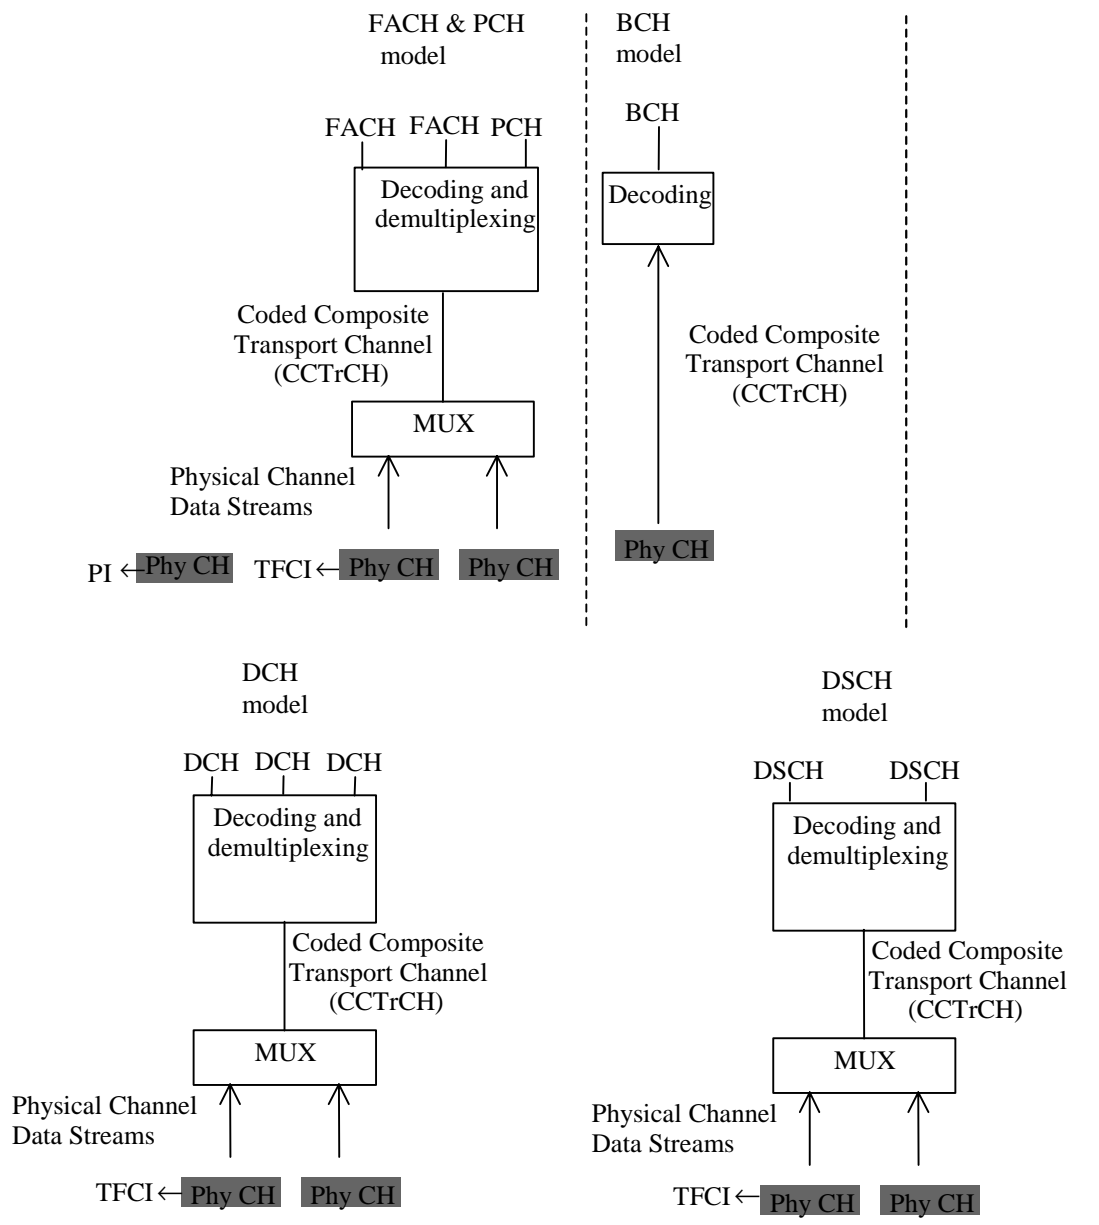 FACH & PCH
model
FACH FACH PCH
Decoding and
demultiplexing
Coded Composite
Transport Channel
(CCTrCH)
MUX
Physical Channel
Data Streams
PI Phy CH TFCI Phy CH Phy CH
BCH
model
BCH
Decoding
Coded Composite
Transport Channel
(CCTrCH)
Phy CH
DCH
model
DCH DCH DCH
Decoding and
demultiplexing
Coded Composite
Transport Channel
(CCTrCH)
MUX
Physical Channel
Data Streams
TFCI Phy CH Phy CH
DSCH
model
DSCH DSCH
Decoding and
demultiplexing
Coded Composite
Transport Channel
(CCTrCH)
MUX
Physical Channel
Data Streams
TFCI Phy CH Phy CH